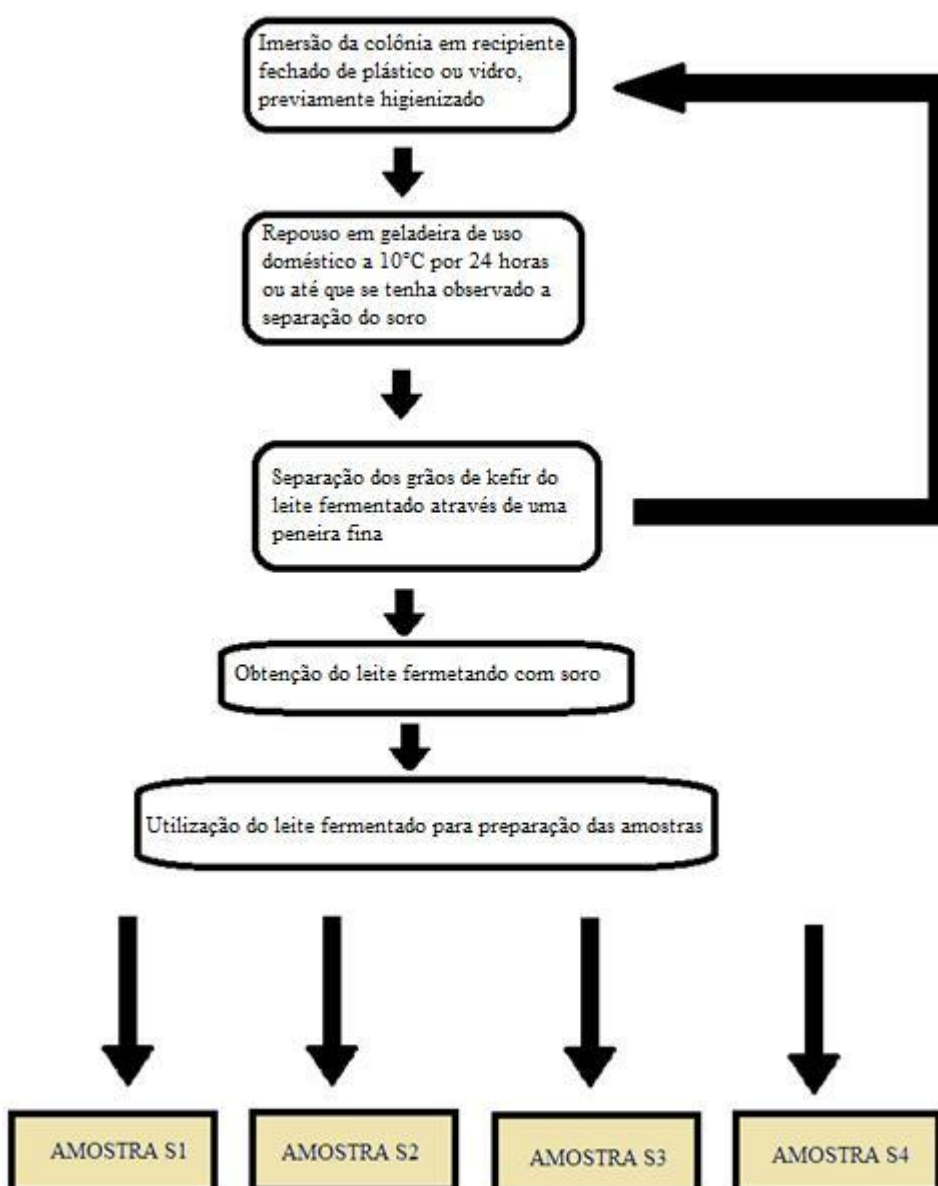 Imersão da colônia em recipiente
fechado de plástico ou vidro,
previamente higienizado
Repouso em geladeira de uso
doméstico a 10°C por 24 horas
ou até que se tenha observado a
separação do soro
Separação dos grãos de kefir do
leite fermentado através de uma
peneira fina
Obtenção do leite fermetando com soro
Utilização do leite fermentado para preparação das amostras
AMOSTRA S1
AMOSTRA S2
AMOSTRA S3
AMOSTRA S4